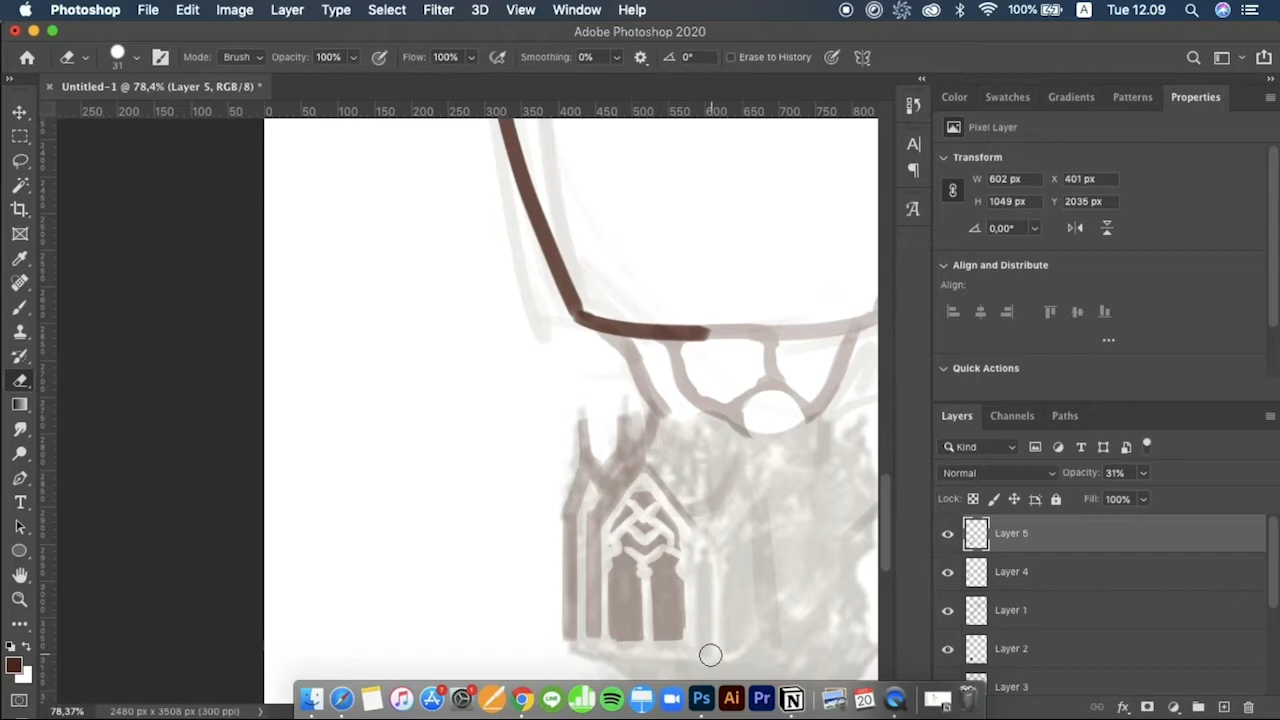 Photoshop File Edit Image Layer Type Select Filter 3D View Window Help 100% A Tue 12.09
Adobe Photoshop 2020
31 Mode: Brush Opacity: 100% Flow: 100% Smoothing: 0% 0° Erase to History
Untitled-1 @ 78,4% (Layer 5, RGB/8) *
250 200 150 100 50 0 50 100 150 200 250 300 350 400 450 500 550 600 650 700 750 800
Color Swatches Gradients Patterns Properties
Pixel Layer
Transform
W 602 px X 401 px
H 1049 px Y 2035 px
0,00°
Align and Distribute
Align:
Quick Actions
Layers Channels Paths
Kind
Normal Opacity: 31%
Lock: Fill: 100%
Layer 5
Layer 4
Layer 1
Layer 2
Layer 3
78,37% 2480 px x 3508 px (300 ppi)